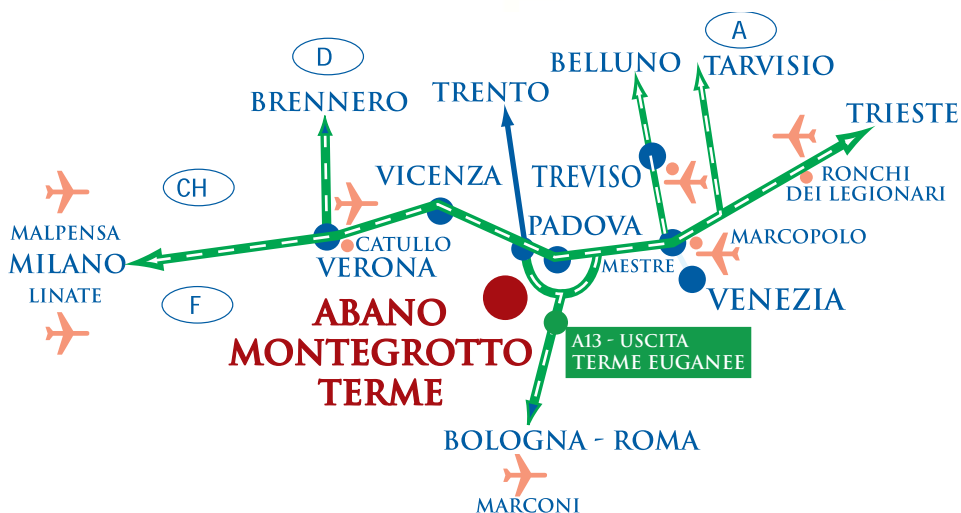 A
D
BELLUNO
TARVISIO
BRENNERO
TRENTO
TRIESTE
CH
VICENZA
TREVISO
RONCHI
DEI LEGIONARI
MALPENSA
MILANO
LINATE
CATULLO
VERONA
PADOVA
MARCOPOLO
MESTRE
VENEZIA
F
ABANO
MONTEGROTTO
TERME
A13 - USCITA
TERME EUGANEE
BOLOGNA - ROMA
MARCONI